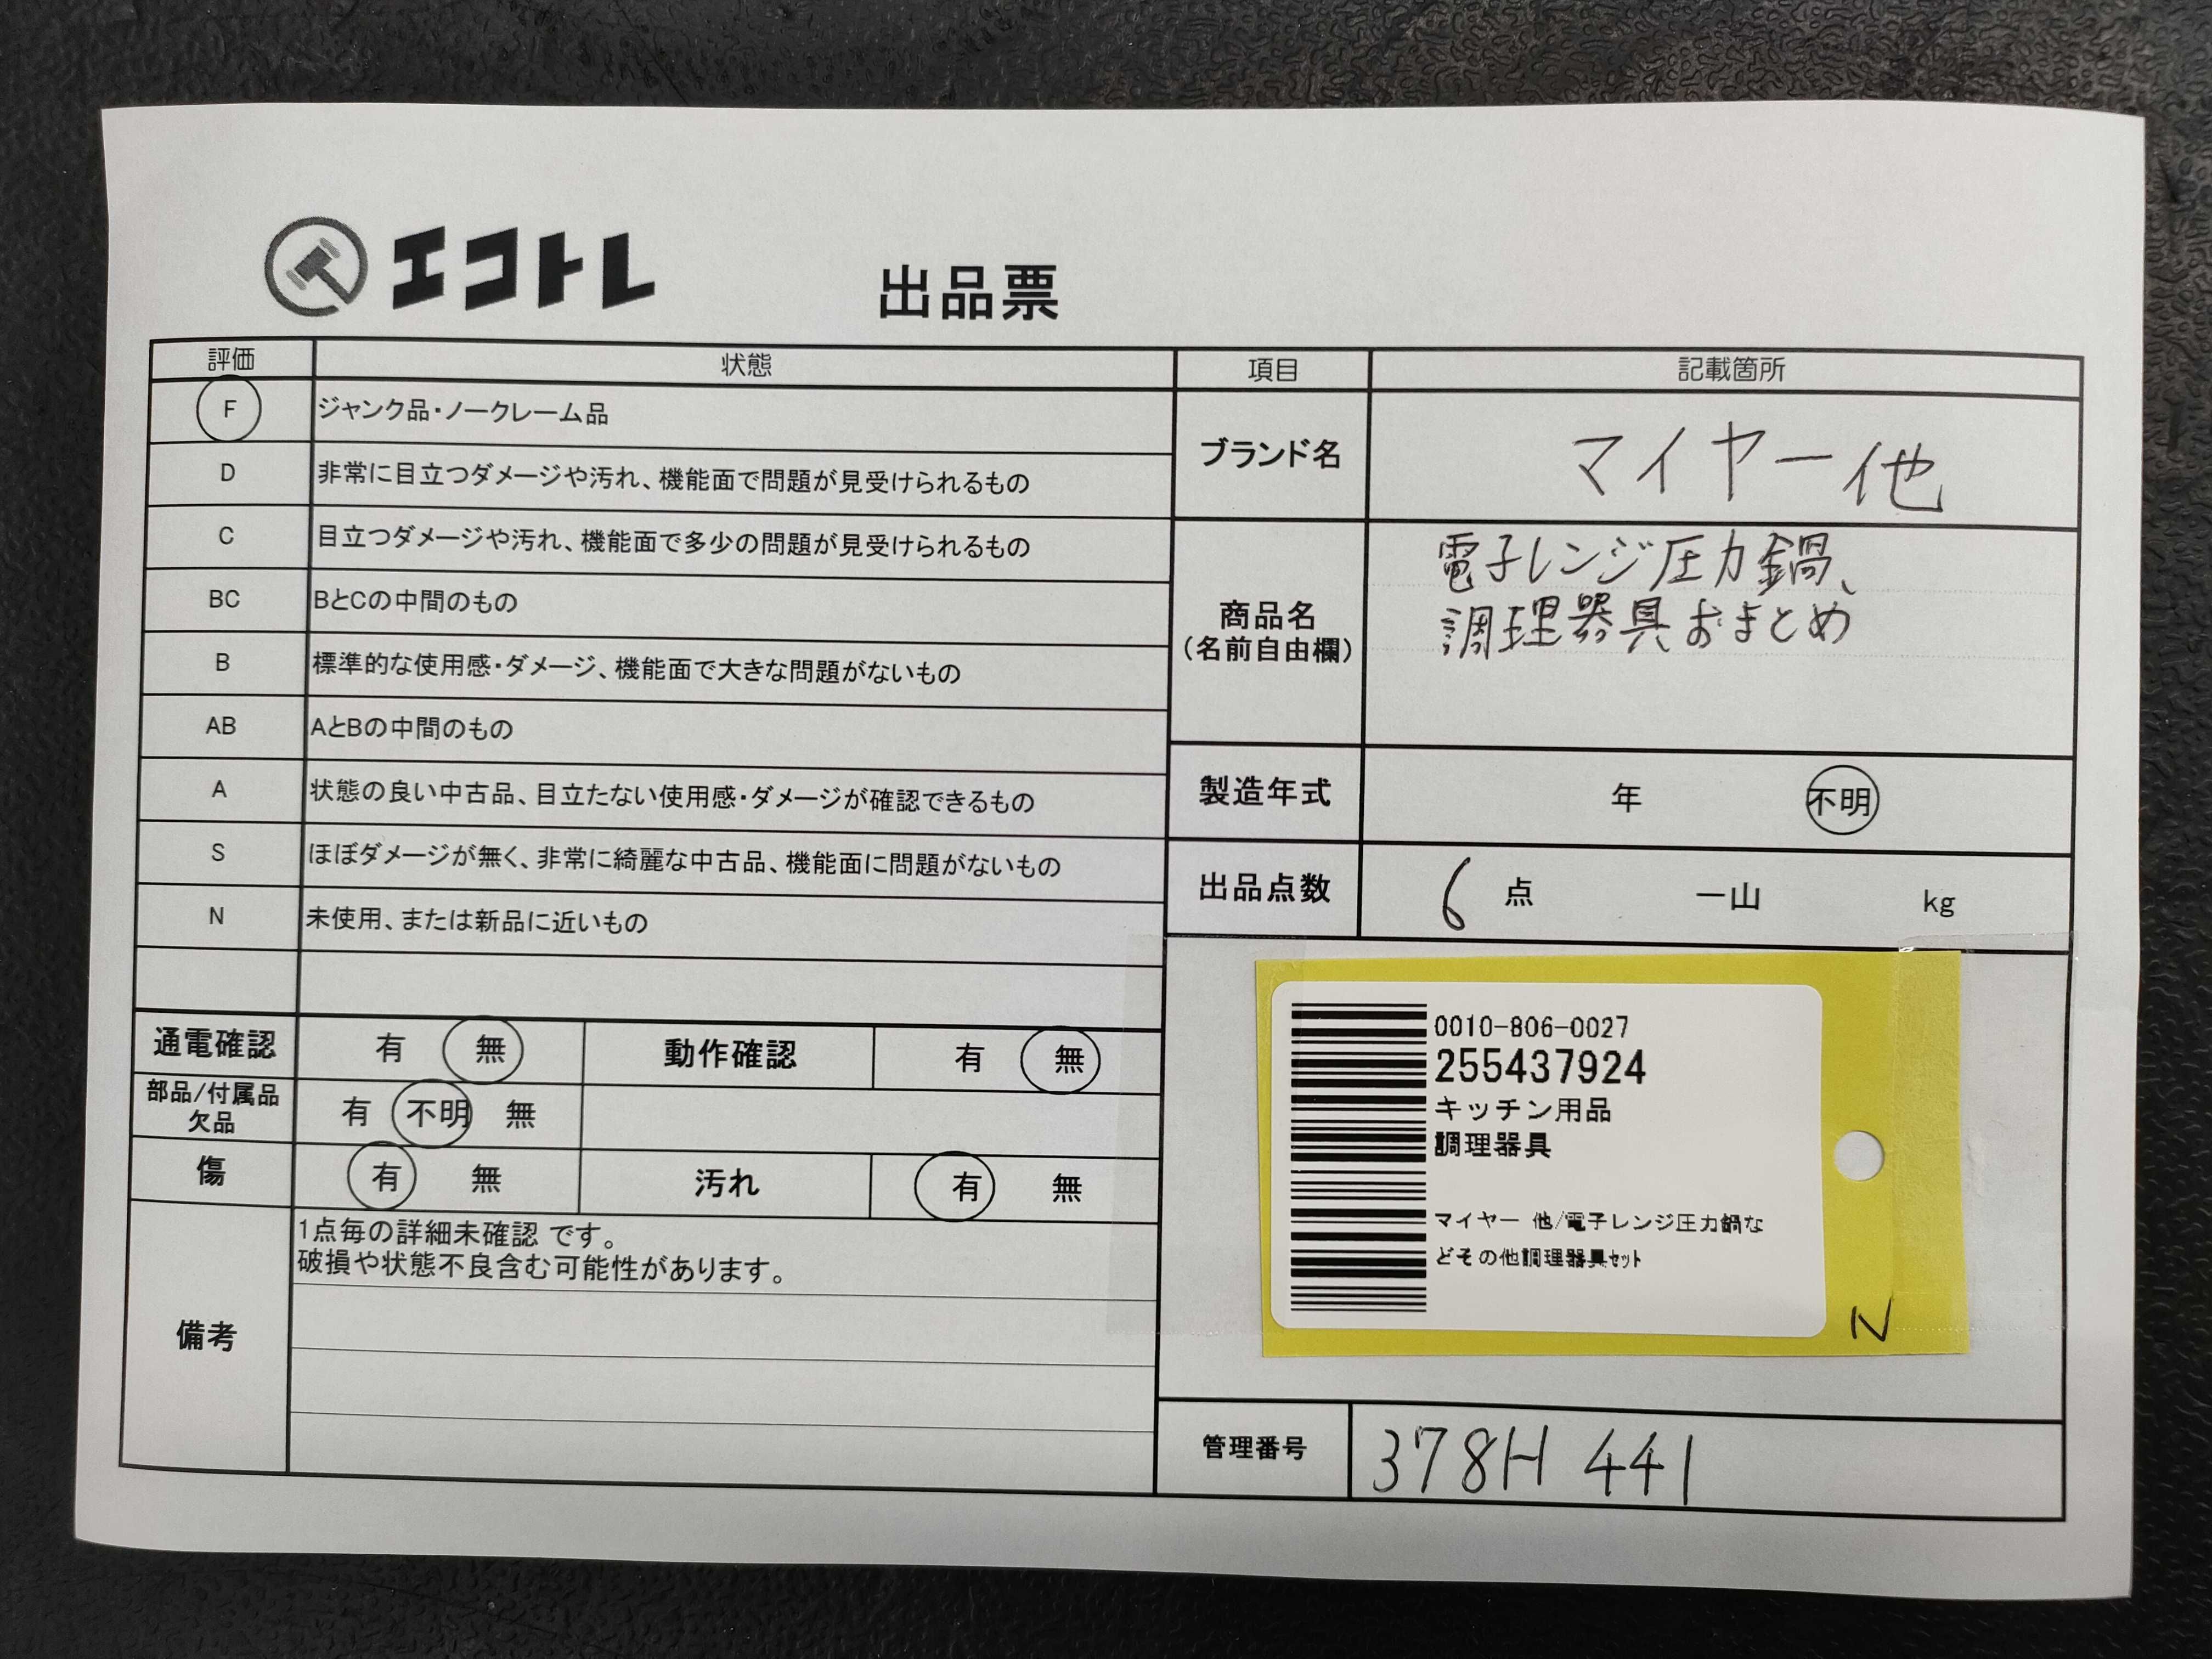 エコトレ
出品票
評価 状態
F ジャンク品・ノークレーム品
D 非常に目立つダメージや汚れ、機能面で問題が見受けられるもの
C 目立つダメージや汚れ、機能面で多少の問題が見受けられるもの
BC BとCの中間のもの
B 標準的な使用感・ダメージ、機能面で大きな問題がないもの
AB AとBの中間のもの
A 状態の良い中古品、目立たない使用感・ダメージが確認できるもの
S ほぼダメージが無く、非常に綺麗な中古品、機能面に問題がないもの
N 未使用、または新品に近いもの
通電確認 有 無 動作確認 有 無
部品/付属品
欠品
有 不明 無
傷 有 無 汚れ 有 無
備考
1点毎の詳細未確認 です。
破損や状態不良含む可能性があります。
項目 記載箇所
ブランド名 マイヤー他
商品名
(名前自由欄)
電子レンジ圧力鍋、
調理器具おまとめ
製造年式 年 不明
出品点数 6 点 一山 kg
0010-806-0027
255437924
キッチン用品
調理器具
マイヤー 他/電子レンジ圧力鍋な
どその他調理器具セット
N
管理番号 378H 441